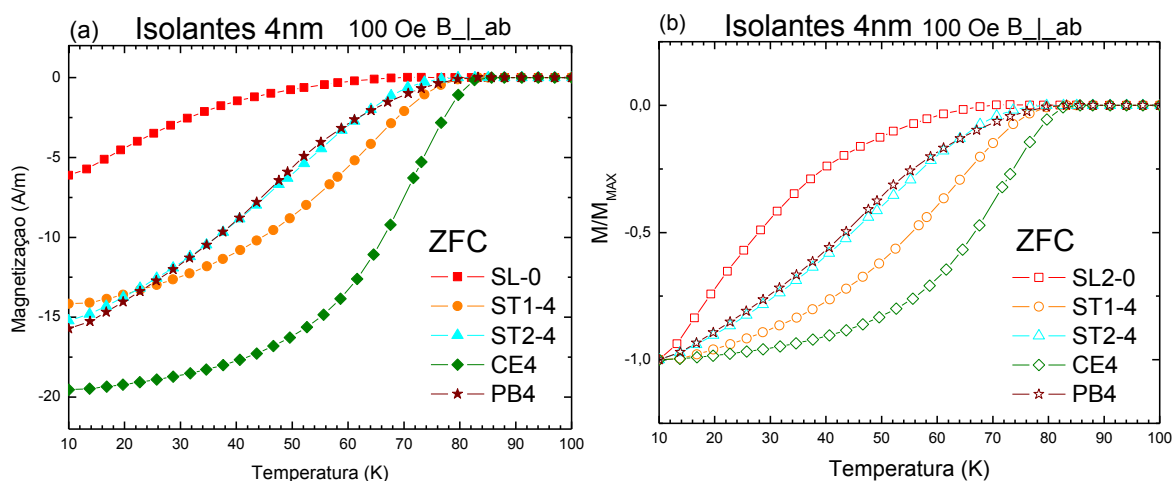 (a) Isolantes 4nm 100 Oe B_|_ab
0
-5
-10
-15
-20
Magnetizaçao (A/m)
ZFC
SL-0
ST1-4
ST2-4
CE4
PB4
10 20 30 40 50 60 70 80 90 100
Temperatura (K)
(b) Isolantes 4nm 100 Oe B_|_ab
0,0
-0,5
-1,0
M/M_MAX
ZFC
SL2-0
ST1-4
ST2-4
CE4
PB4
10 20 30 40 50 60 70 80 90 100
Temperatura (K)